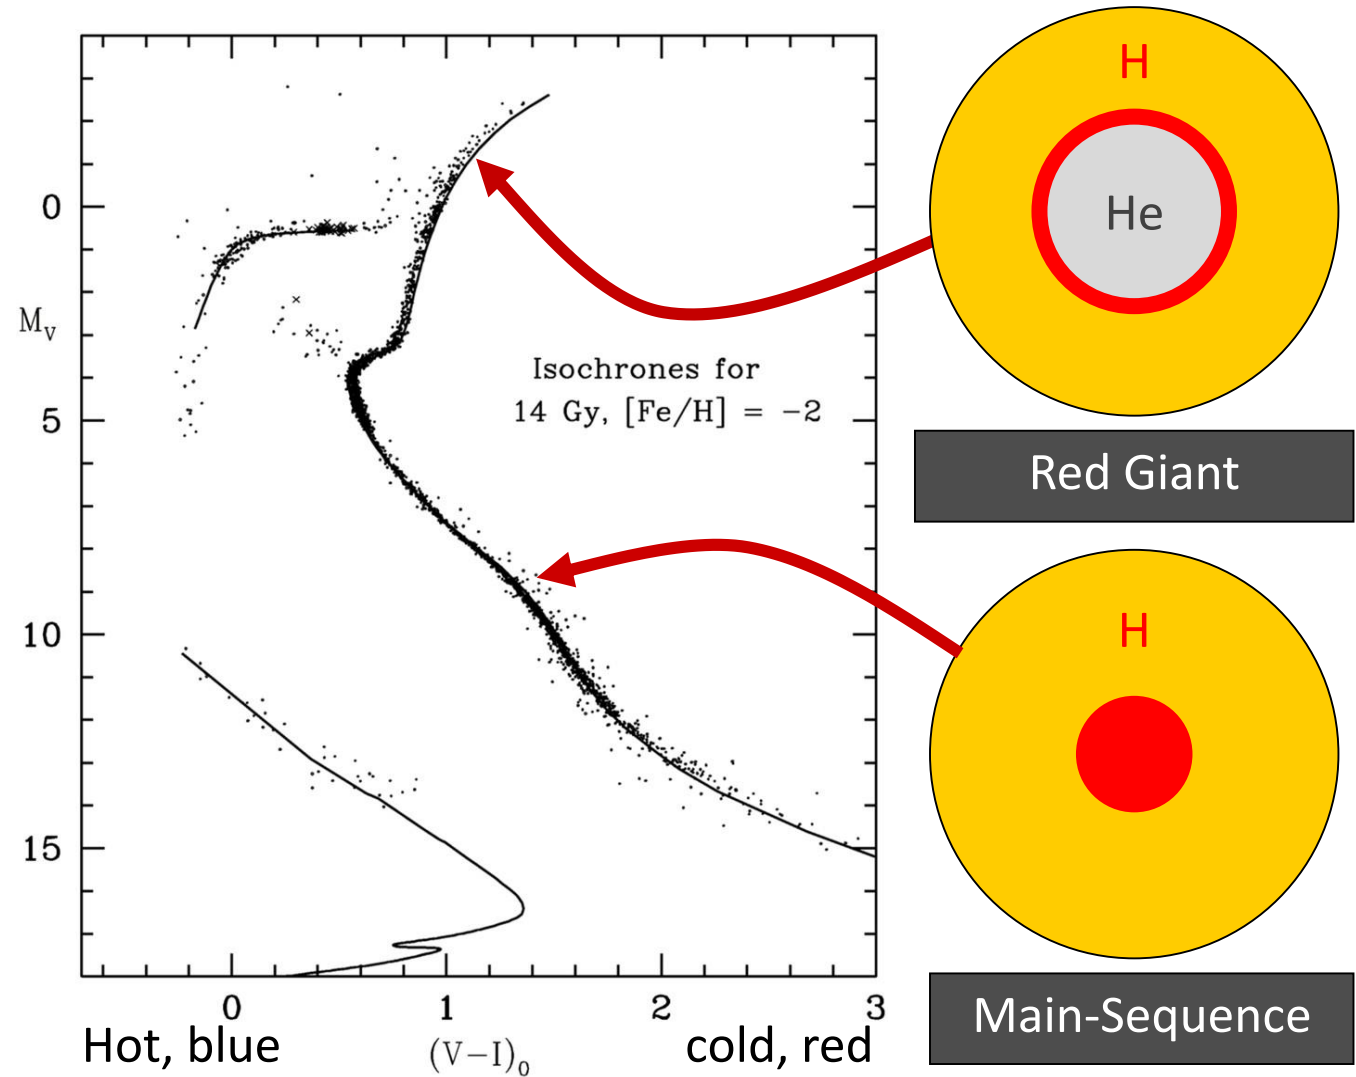 0
5
10
15
M_V
Isochrones for
14 Gy, [Fe/H] = −2
0 1 2 3
Hot, blue
(V−I)₀
cold, red
H
He
Red Giant
H
Main-Sequence